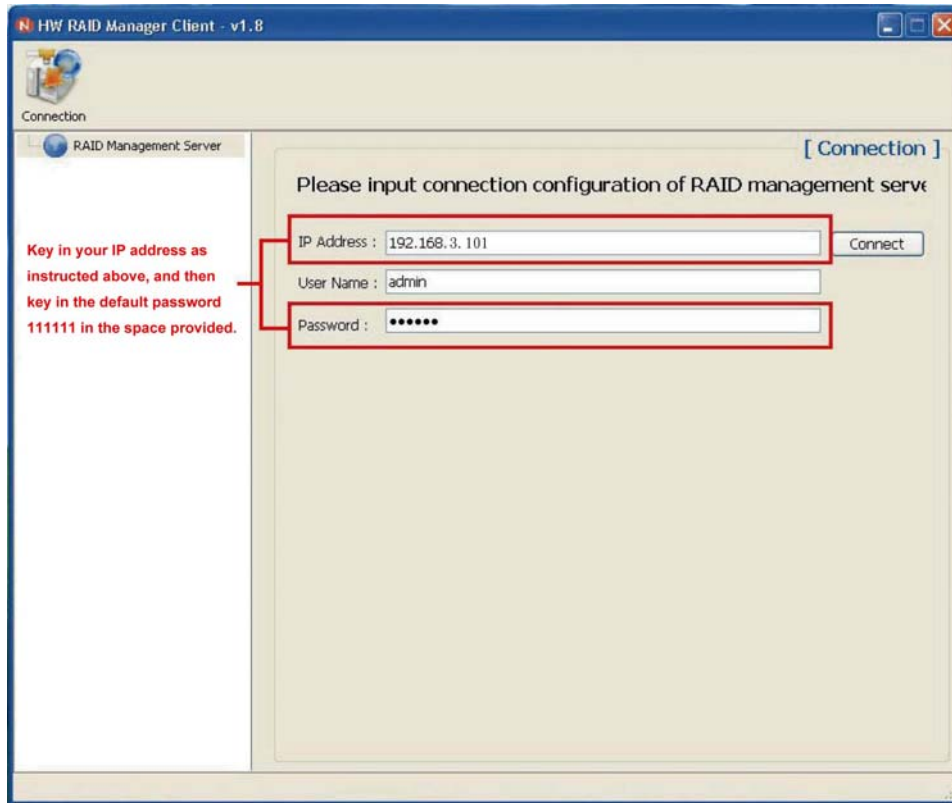 HW RAID Manager Client - v1.8
Connection
RAID Management Server
[ Connection ]
Please input connection configuration of RAID management serve
IP Address : 192.168.3.101
Connect
User Name : admin
Password : ●●●●●●
Key in your IP address as
instructed above, and then
key in the default password
111111 in the space provided.